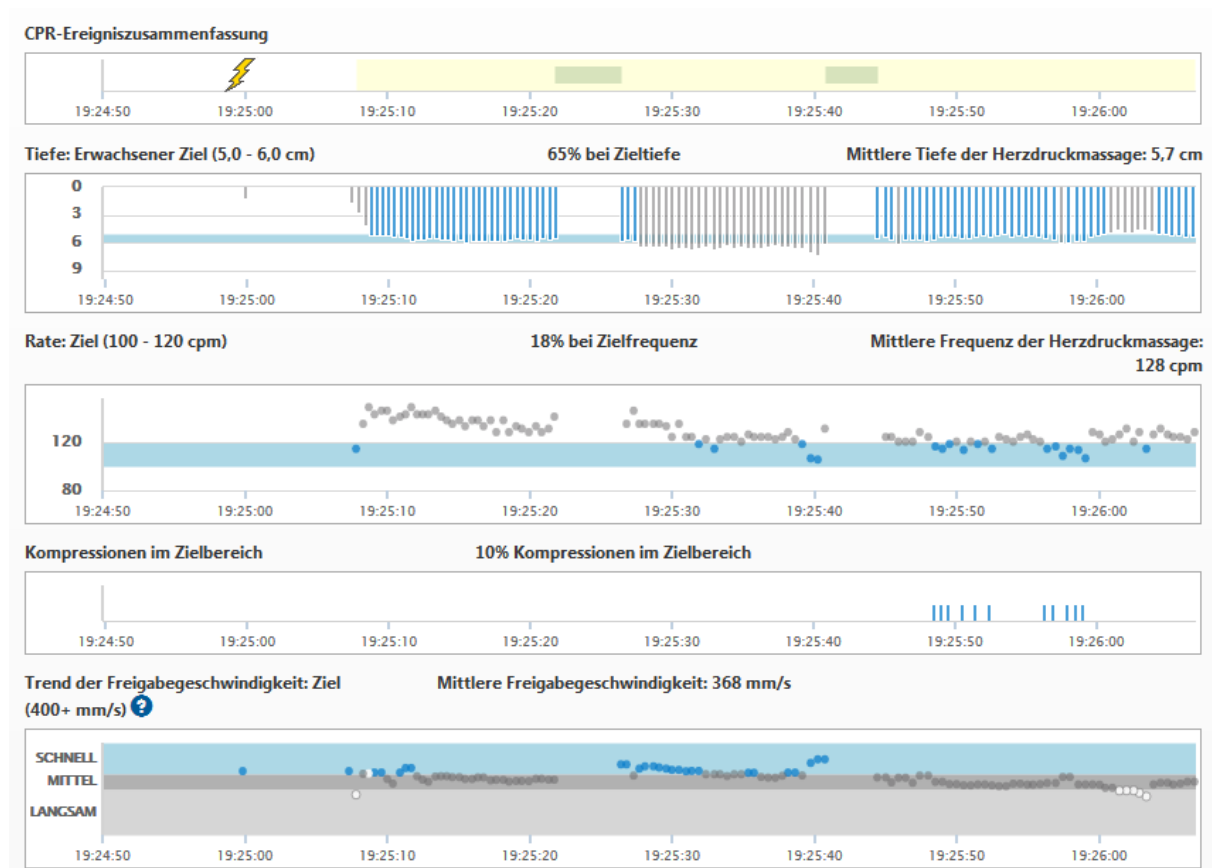 CPR-Ereigniszusammenfassung
19:24:50 19:25:00 19:25:10 19:25:20 19:25:30 19:25:40 19:25:50 19:26:00
Tiefe: Erwachsener Ziel (5,0 - 6,0 cm) 65% bei Zieltiefe Mittlere Tiefe der Herzdruckmassage: 5,7 cm
0
3
6
9
19:24:50 19:25:00 19:25:10 19:25:20 19:25:30 19:25:40 19:25:50 19:26:00
Rate: Ziel (100 - 120 cpm) 18% bei Zielfrequenz Mittlere Frequenz der Herzdruckmassage:
128 cpm
120
80
19:24:50 19:25:00 19:25:10 19:25:20 19:25:30 19:25:40 19:25:50 19:26:00
Kompressionen im Zielbereich 10% Kompressionen im Zielbereich
19:24:50 19:25:00 19:25:10 19:25:20 19:25:30 19:25:40 19:25:50 19:26:00
Trend der Freigabegeschwindigkeit: Ziel Mittlere Freigabegeschwindigkeit: 368 mm/s
(400+ mm/s) ?
SCHNELL
MITTEL
LANGSAM
19:24:50 19:25:00 19:25:10 19:25:20 19:25:30 19:25:40 19:25:50 19:26:00